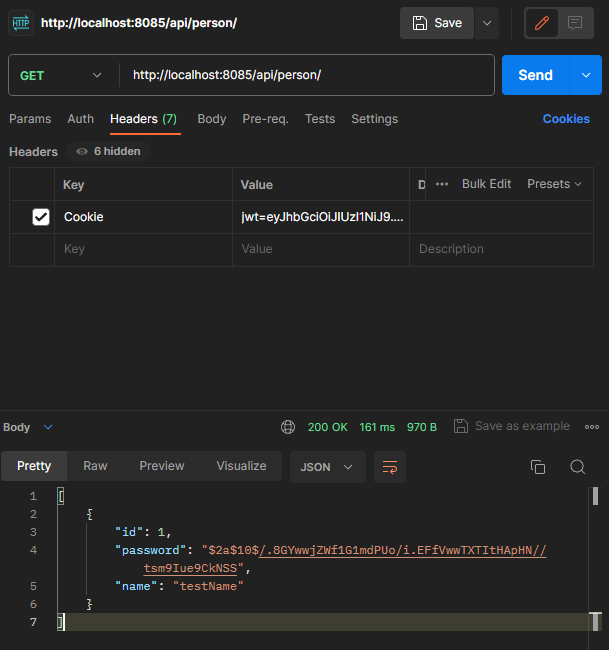 HTTP http://localhost:8085/api/person/ Save
GET http://localhost:8085/api/person/ Send
Params Auth Headers (7) Body Pre-req. Tests Settings Cookies
Headers 6 hidden
Key Value D ••• Bulk Edit Presets
Cookie jwt=eyJhbGciOiJIUzI1NiJ9....
Key Value Description
Body 200 OK 161 ms 970 B Save as example
Pretty Raw Preview Visualize JSON
1 [
2 {
3 "id": 1,
4 "password": "$2a$10$/.8GYwwjZWf1G1mdPUo/i.EFfVwwTXTItHApHN//
tsm9Iue9CkNSS",
5 "name": "testName"
6 }
7 ]